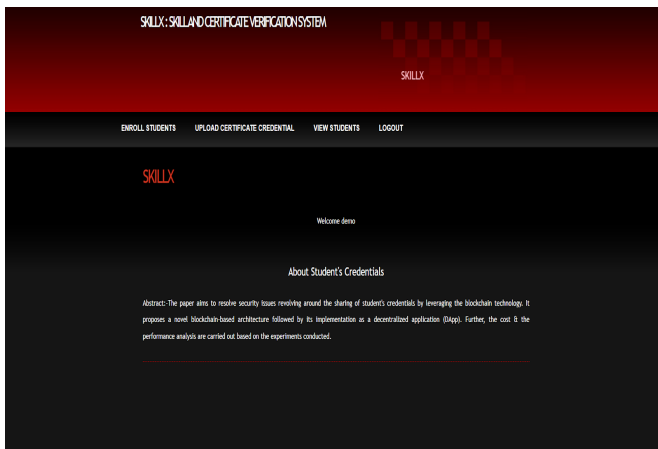 SKILLX : SKILL AND CERTIFICATE VERIFICATION SYSTEM
SKILLX
ENROLL STUDENTS UPLOAD CERTIFICATE CREDENTIAL VIEW STUDENTS LOGOUT
SKILLX
Welcome demo
About Student's Credentials
Abstract:-The paper aims to resolve security issues revolving around the sharing of student's credentials by leveraging the blockchain technology. It
proposes a novel blockchain-based architecture followed by its implementation as a decentralized application (DApp). Further, the cost & the
performance analysis are carried out based on the experiments conducted.